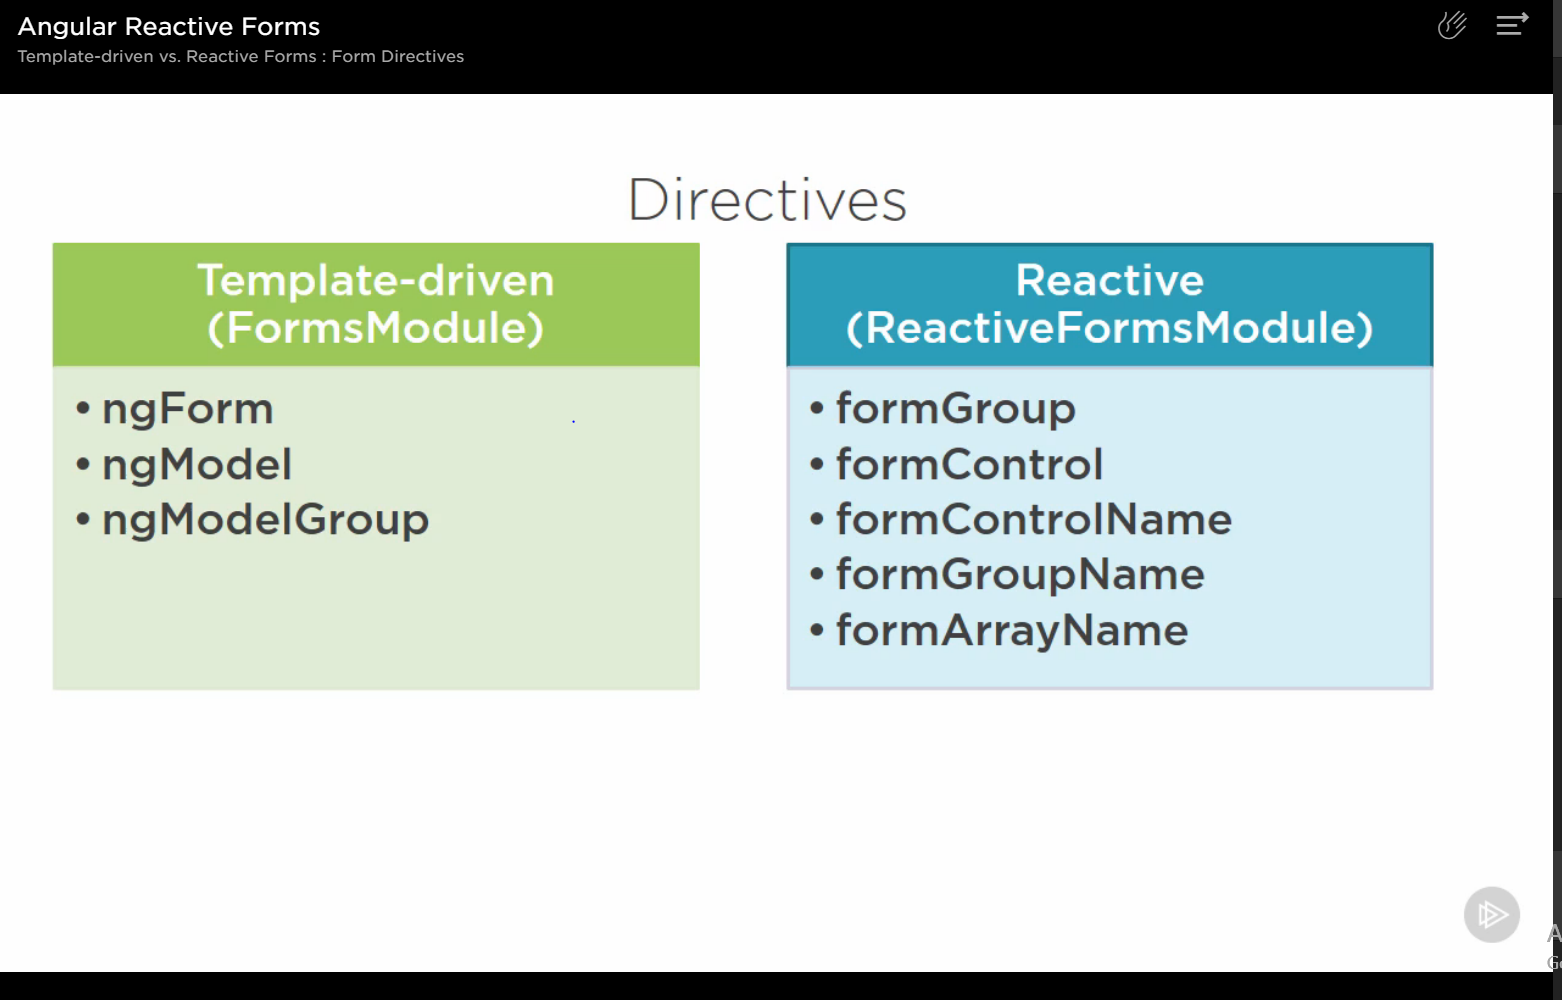 Angular Reactive Forms
Template-driven vs. Reactive Forms : Form Directives
Directives
Template-driven
(FormsModule)
• ngForm
• ngModel
• ngModelGroup
Reactive
(ReactiveFormsModule)
• formGroup
• formControl
• formControlName
• formGroupName
• formArrayName